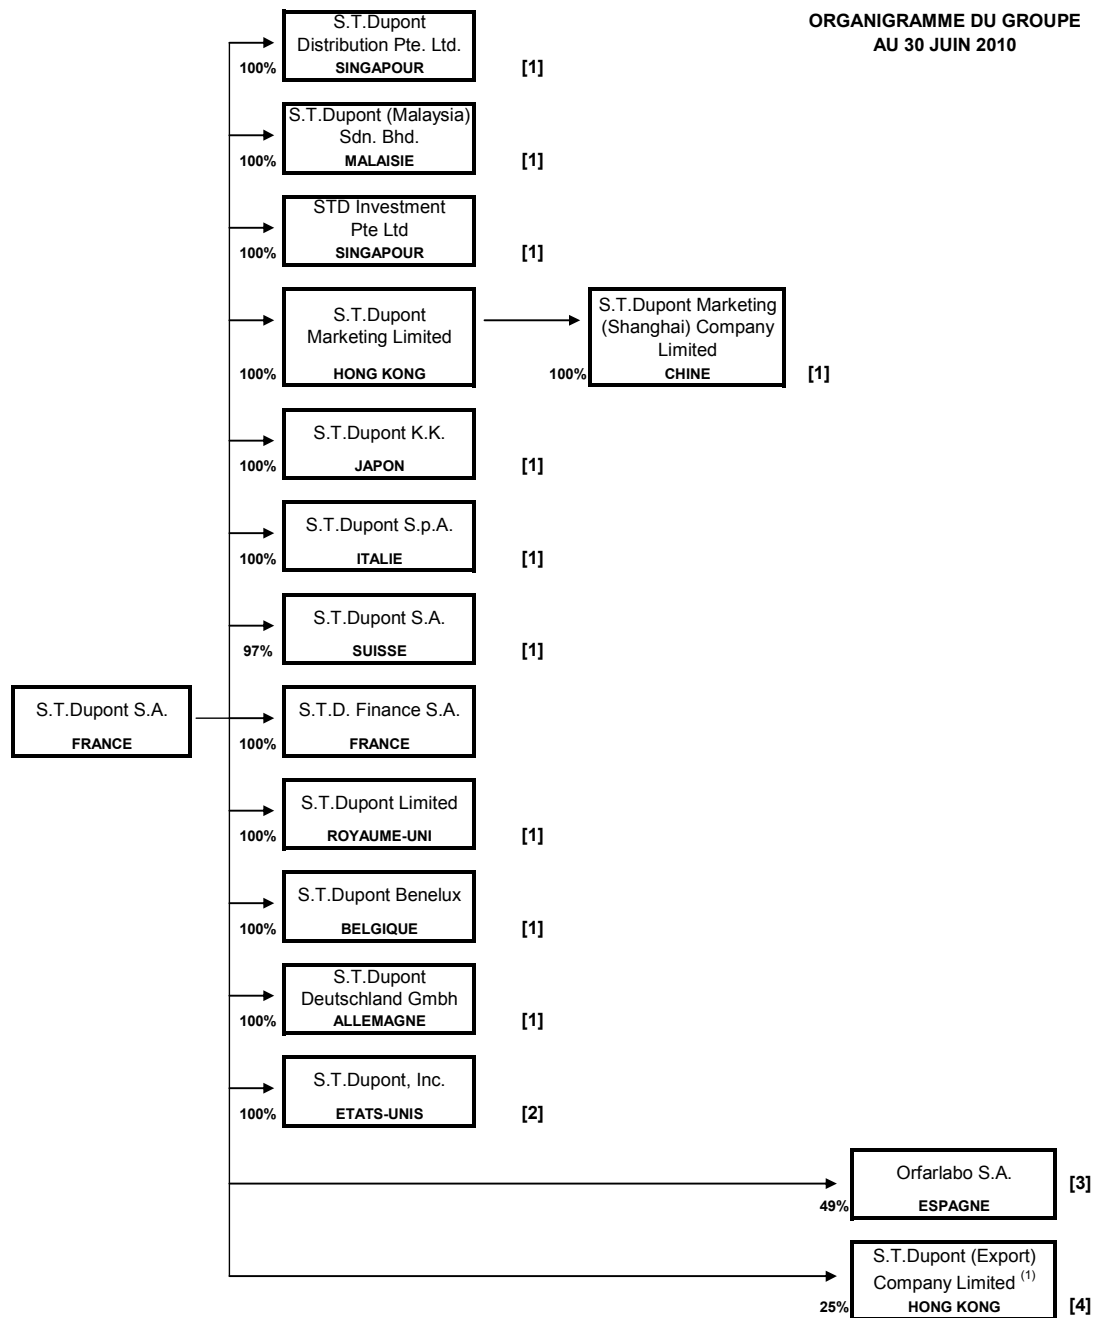 ORGANIGRAMME DU GROUPE
AU 30 JUIN 2010
S.T.Dupont
Distribution Pte. Ltd.
100% SINGAPOUR [1]
S.T.Dupont (Malaysia)
Sdn. Bhd.
100% MALAISIE [1]
STD Investment
Pte Ltd
100% SINGAPOUR [1]
S.T.Dupont
Marketing Limited
100% HONG KONG
S.T.Dupont Marketing
(Shanghai) Company
Limited
100% CHINE [1]
S.T.Dupont K.K.
100% JAPON [1]
S.T.Dupont S.p.A.
100% ITALIE [1]
S.T.Dupont S.A.
97% SUISSE [1]
S.T.Dupont S.A.
FRANCE
S.T.D. Finance S.A.
100% FRANCE
S.T.Dupont Limited
100% ROYAUME-UNI [1]
S.T.Dupont Benelux
100% BELGIQUE [1]
S.T.Dupont
Deutschland Gmbh
100% ALLEMAGNE [1]
S.T.Dupont, Inc.
100% ETATS-UNIS [2]
Orfarlabo S.A. [3]
49% ESPAGNE
S.T.Dupont (Export)
Company Limited (1)
25% HONG KONG [4]